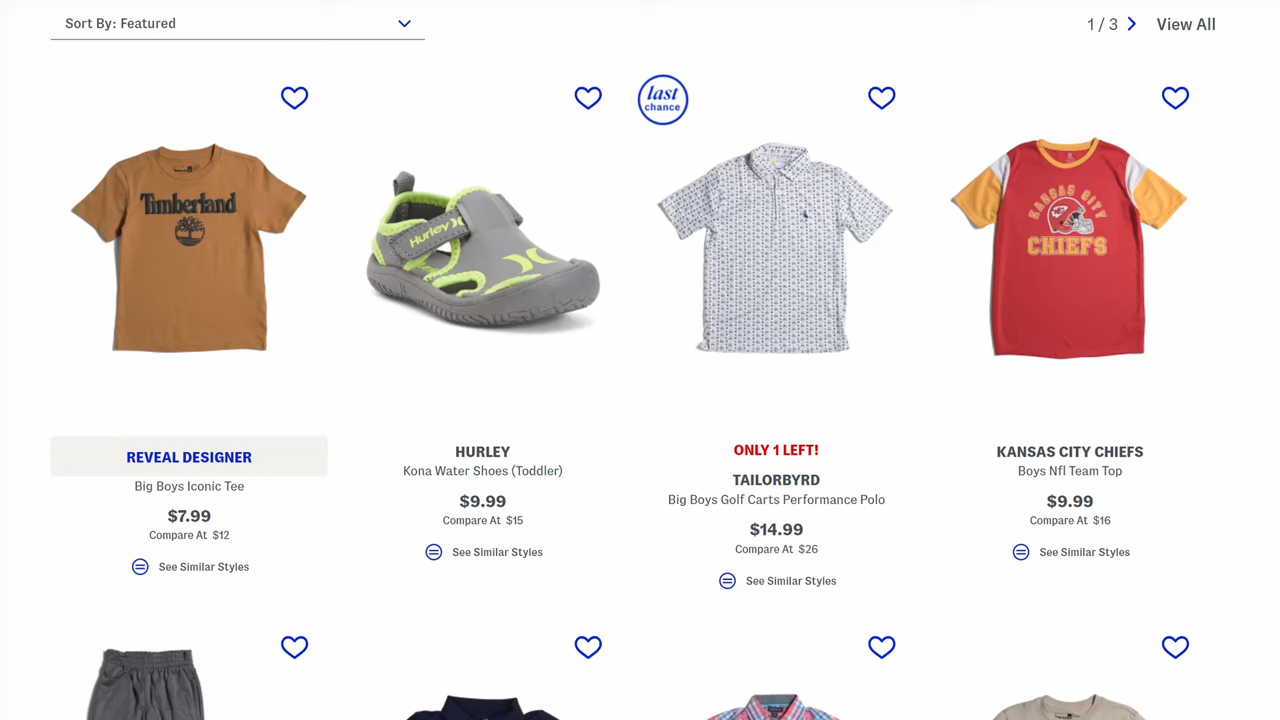 Sort By: Featured
1 / 3
View All
last
chance
Timberland
Hurley
KANSAS CITY
CHIEFS
REVEAL DESIGNER
Big Boys Iconic Tee
$7.99
Compare At $12
See Similar Styles
HURLEY
Kona Water Shoes (Toddler)
$9.99
Compare At $15
See Similar Styles
ONLY 1 LEFT!
TAILORBYRD
Big Boys Golf Carts Performance Polo
$14.99
Compare At $26
See Similar Styles
KANSAS CITY CHIEFS
Boys Nfl Team Top
$9.99
Compare At $16
See Similar Styles